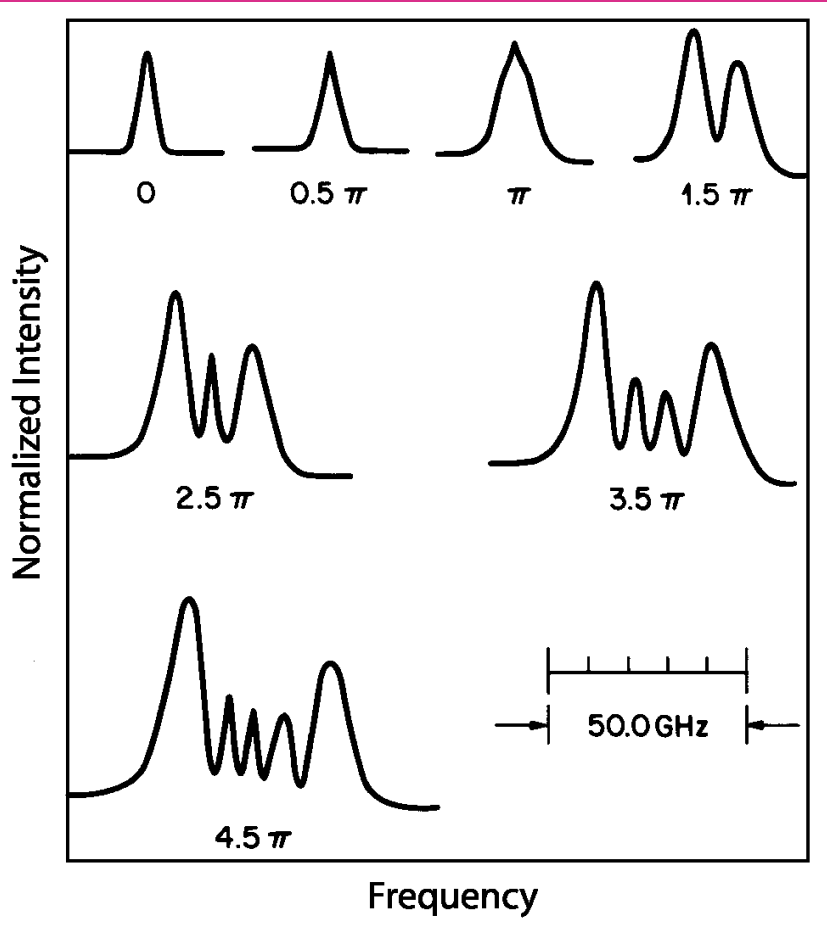 0 0.5 π π 1.5 π
2.5 π 3.5 π
50.0 GHz
4.5 π
Normalized Intensity
Frequency